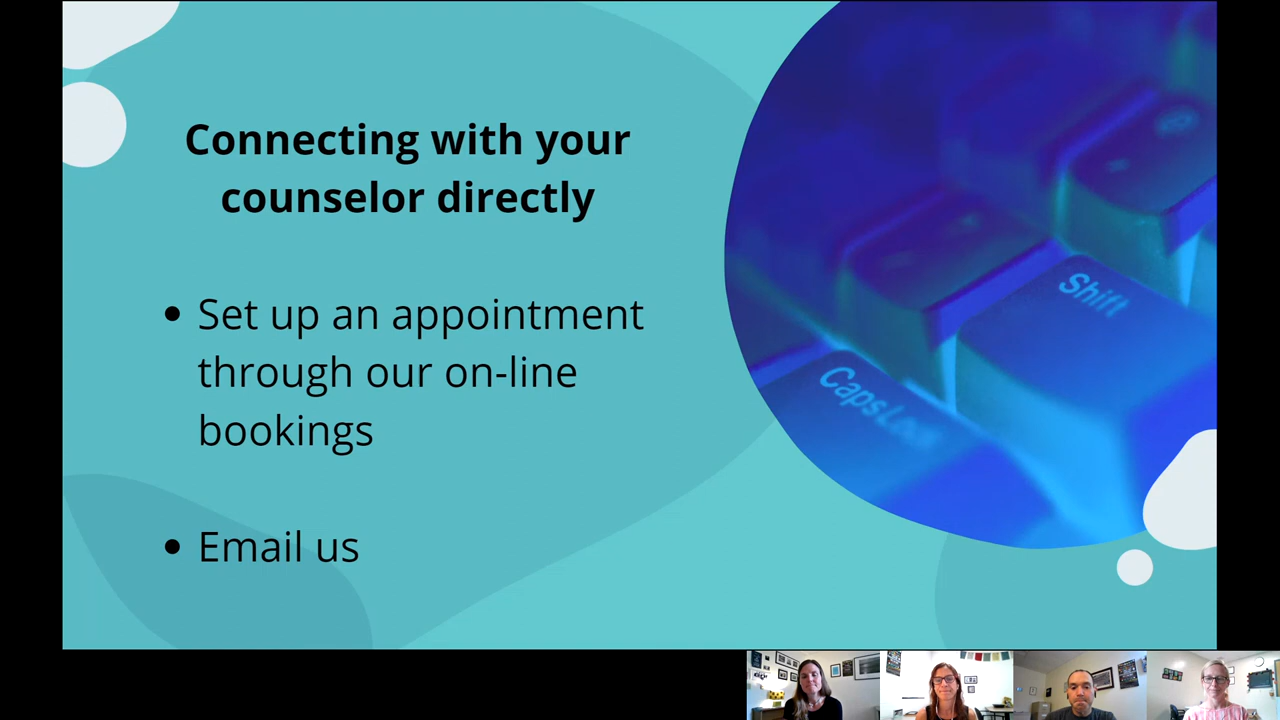 Connecting with your
counselor directly
• Set up an appointment
through our on-line
bookings
• Email us
Shift
Caps Lock